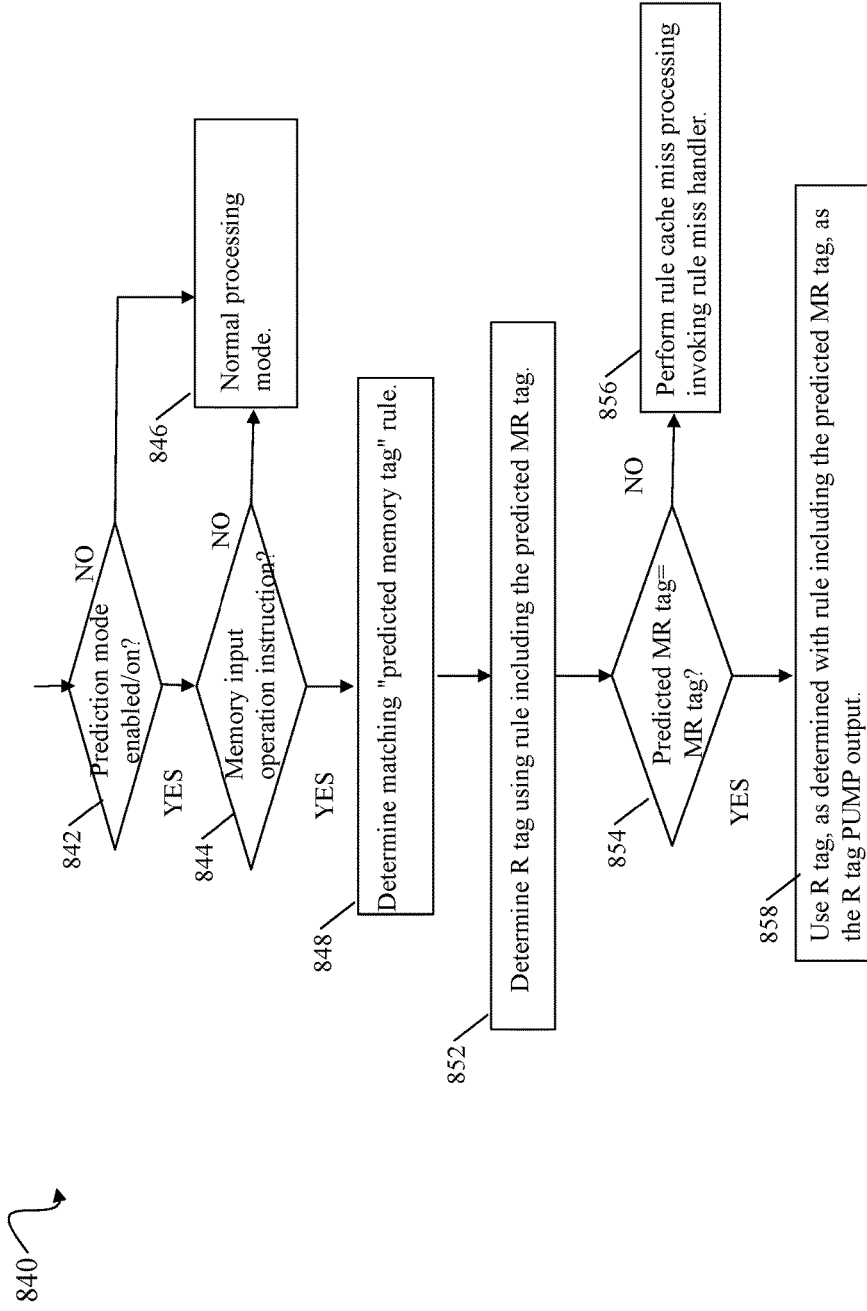 840
842
Prediction mode
enabled/on?
NO
YES
844
Memory input
operation instruction?
NO
YES
846
Normal processing
mode.
848
Determine matching "predicted memory tag" rule.
852
Determine R tag using rule including the predicted MR tag.
854
Predicted MR tag=
MR tag?
NO
YES
856
Perform rule cache miss processing
invoking rule miss handler.
858
Use R tag, as determined with rule including the predicted MR tag, as
the R tag PUMP output.